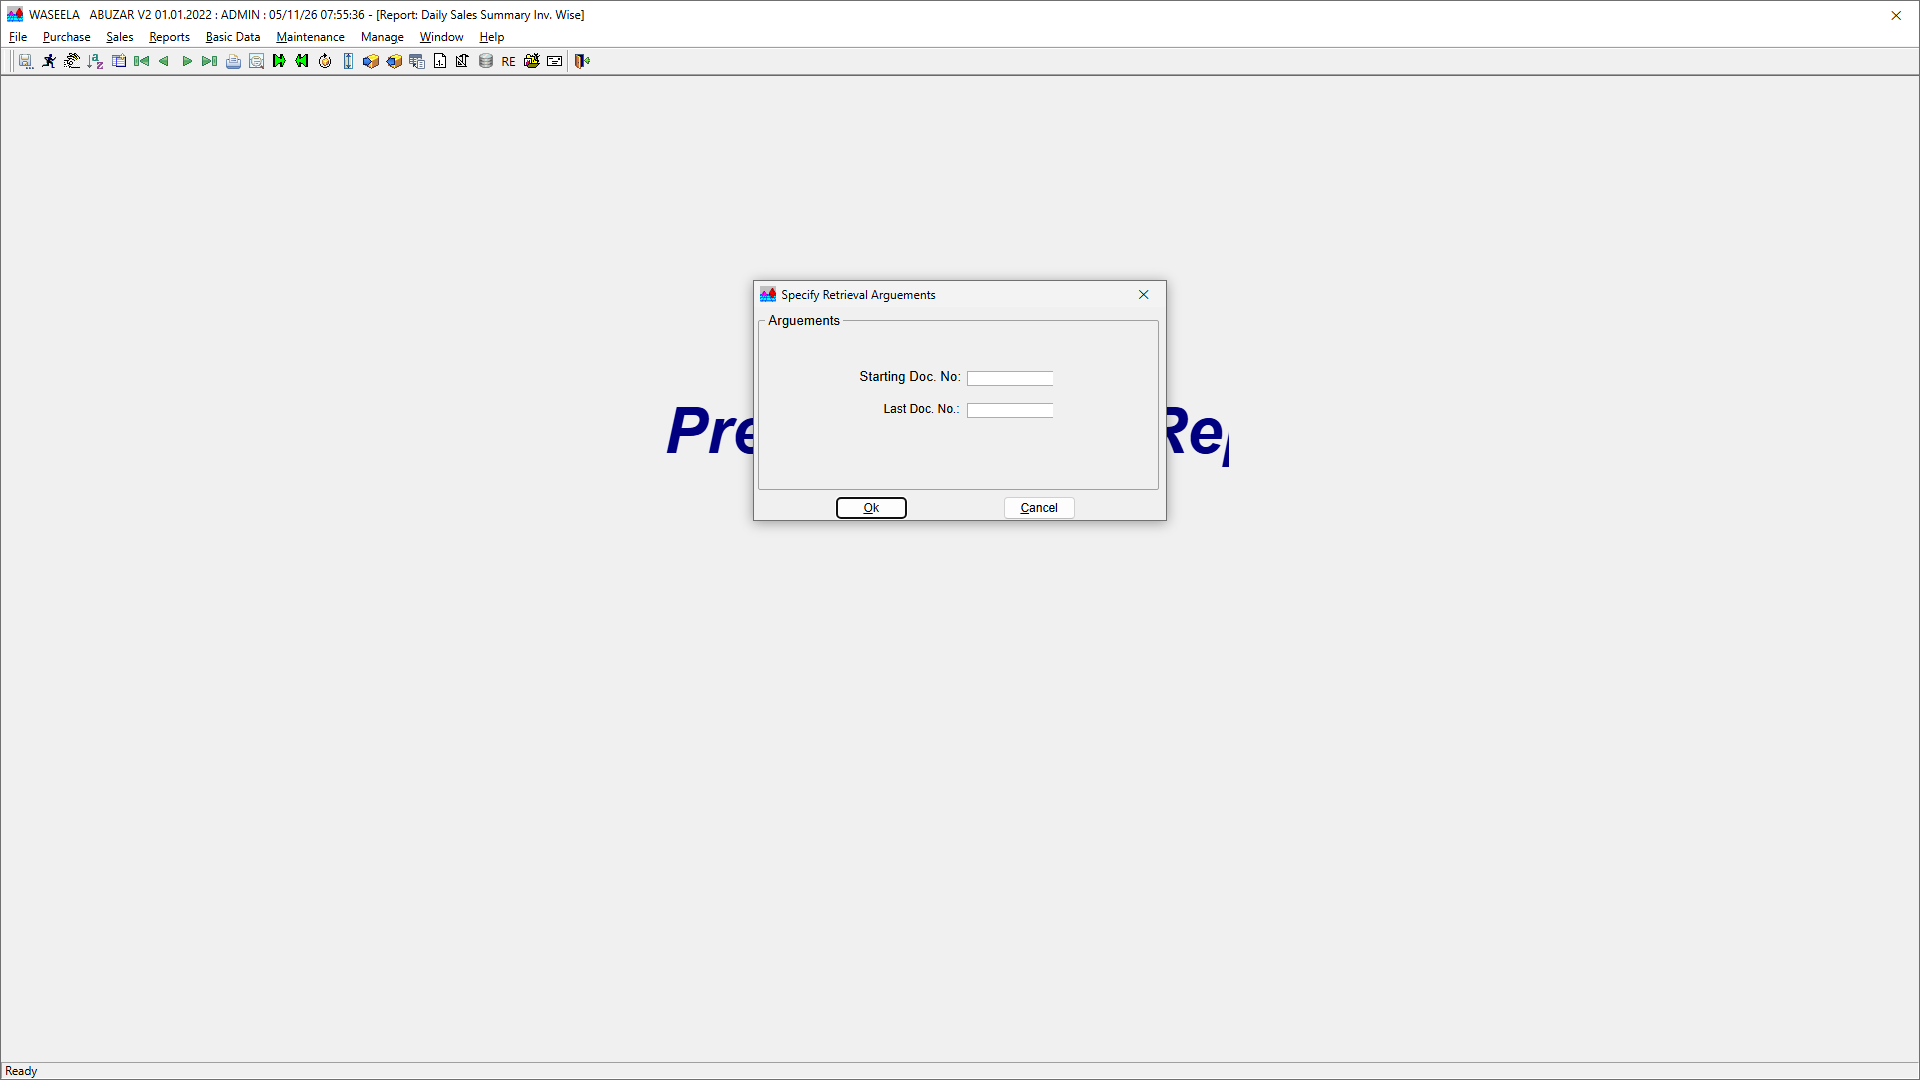 WASEELA   ABUZAR V2 01.01.2022 : ADMIN : 05/11/26 07:55:36 - [Report: Daily Sales Summary Inv. Wise]
File Purchase Sales Reports Basic Data Maintenance Manage Window Help
RE
Specify Retrieval Arguements
Arguements
Starting Doc. No:
Last Doc. No.:
Pre Rep
Ok Cancel
Ready